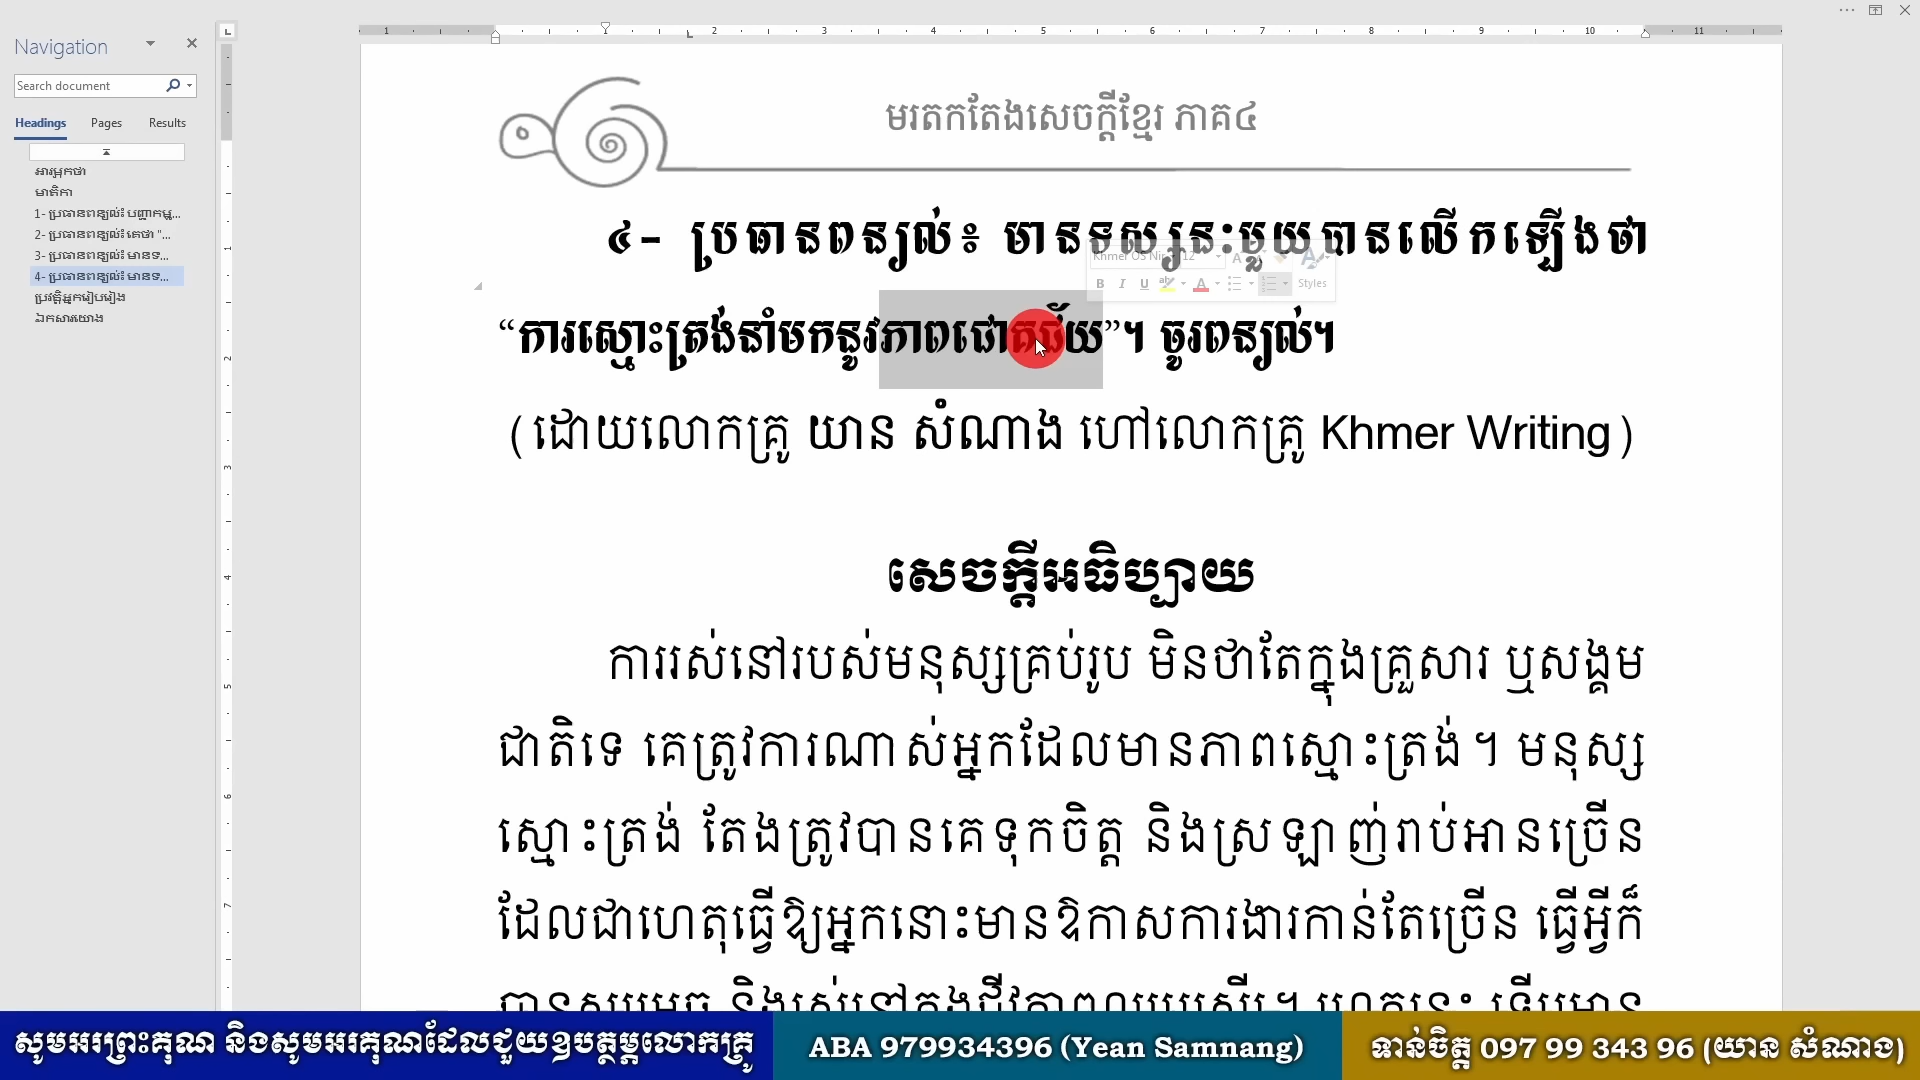 Navigation
Search document
Headings Pages Results
អារម្ភកថា
មាតិកា
1- ប្រធានពន្យល់៖ បញ្ហាកម្ម...
2- ប្រធានពន្យល់៖ គេថា "...
3- ប្រធានពន្យល់៖ មានទ...
4- ប្រធានពន្យល់៖ មានទ...
ប្រវត្តិអ្នករៀបរៀង
ឯកសារយោង
1 1 2 3 4 5 6 7 8 9 10 11
មរតកតែងសេចក្ដីខ្មែរ ភាគ៤
៤- ប្រធានពន្យល់៖ មានទស្សនៈមួយបានលើកឡើងថា
12
B I U A Styles
“ការស្មោះត្រង់នាំមកនូវភាពជោគជ័យ”។ ចូរពន្យល់។
(ដោយលោកគ្រូ យាន សំណាង ហៅលោកគ្រូ Khmer Writing)
សេចក្ដីអធិប្បាយ
ការរស់នៅរបស់មនុស្សគ្រប់រូប មិនថាតែក្នុងគ្រួសារ ឬសង្គម
ជាតិទេ គេត្រូវការណាស់អ្នកដែលមានភាពស្មោះត្រង់។ មនុស្ស
ស្មោះត្រង់ តែងត្រូវបានគេទុកចិត្ត និងស្រឡាញ់រាប់អានច្រើន
ដែលជាហេតុធ្វើឱ្យអ្នកនោះមានឱកាសការងារកាន់តែច្រើន ធ្វើអ្វីក៏
សូមអរព្រះគុណ និងសូមអរគុណដែលជួយឧបត្ថម្ភលោកគ្រូ
ABA 979934396 (Yean Samnang)
ទាន់ចិត្ត 097 99 343 96 (យាន សំណាង)